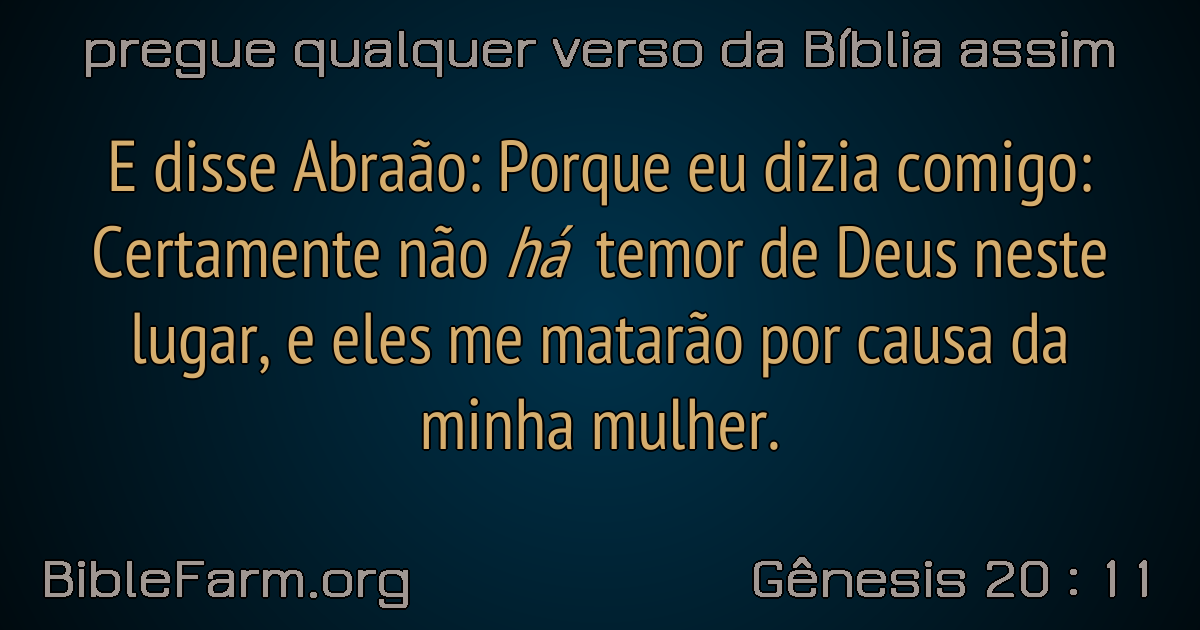 pregue qualquer verso da Bíblia assim
E disse Abraão: Porque eu dizia comigo:
Certamente não há temor de Deus neste
lugar, e eles me matarão por causa da
minha mulher.
BibleFarm.org
Gênesis 20 : 11